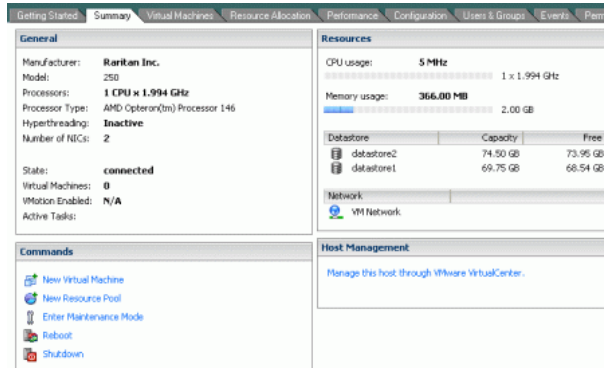 Getting Started Summary Virtual Machines Resource Allocation Performance Configuration Users & Groups Events
General
Manufacturer: Raritan Inc.
Model: 250
Processors: 1 CPU x 1.994 GHz
Processor Type: AMD Opteron(tm) Processor 146
Hyperthreading: Inactive
Number of NICs: 2
State: connected
Virtual Machines: 0
VMotion Enabled: N/A
Active Tasks:
Commands
New Virtual Machine
New Resource Pool
Enter Maintenance Mode
Reboot
Shutdown
Resources
CPU usage: 5 MHz
1 x 1.994 GHz
Memory usage: 366.00 MB
2.00 GB
Datastore Capacity Free
datastore2 74.50 GB 73.95 GB
datastore1 69.75 GB 68.54 GB
Network
VM Network
Host Management
Manage this host through VMware VirtualCenter.